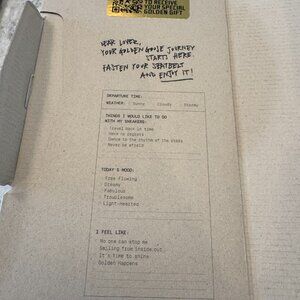 TO RECEIVE
YOUR SPECIAL
GOLDEN GIFT
DEAR LOVER,
YOUR GOLDEN GOOSE JOURNEY
STARTS HERE.
FASTEN YOUR SEATBELT
AND ENJOY IT!
DEPARTURE TIME:
WEATHER: Sunny Cloudy Steamy
THINGS I WOULD LIKE TO DO
WITH MY SNEAKERS:
Travel back in time
Dance to the rhythm of the stars
Never be afraid
TODAY'S MOOD:
Free flowing
Dreamy
Fabulous
Troublesome
Light-hearted
I FEEL LIKE:
No one can stop me
Smiling from inside out
It's time to shine
Golden Happens